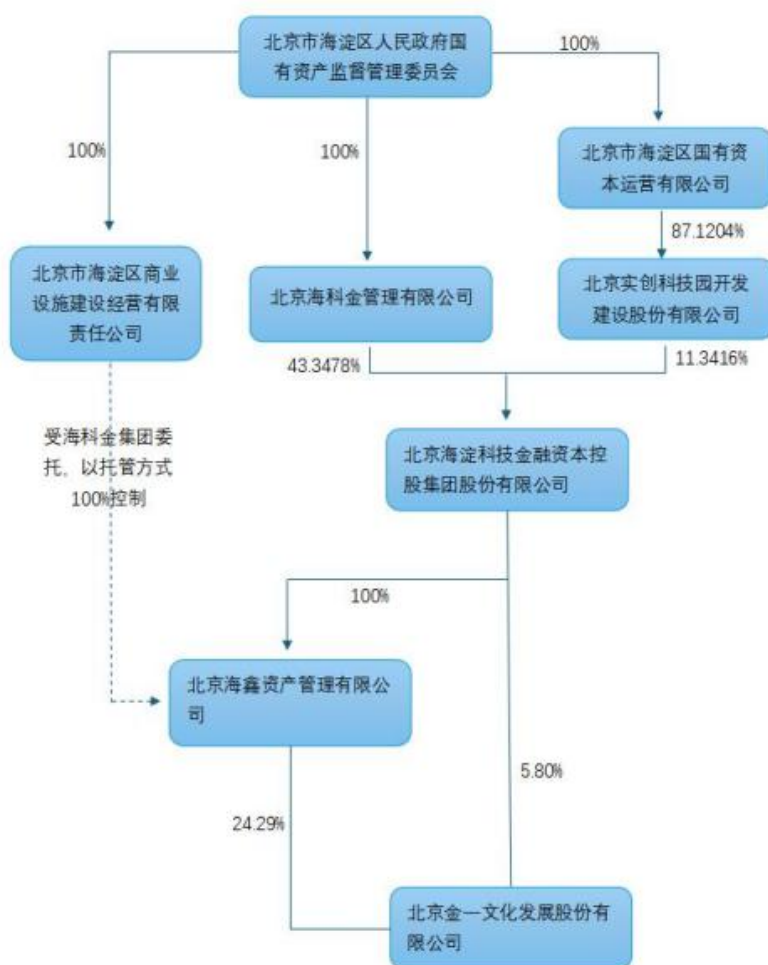 北京市海淀区人民政府国
有资产监督管理委员会
100%
100%
100%
北京市海淀区国有资
本运营有限公司
87.1204%
北京市海淀区商业
设施建设经营有限
责任公司
北京海科金管理有限公司
北京实创科技园开发
建设股份有限公司
43.3478%
11.3416%
受海科金集团委
托，以托管方式
100%控制
北京海淀科技金融资本控
股集团股份有限公司
100%
北京海鑫资产管理有限公
司
5.80%
24.29%
北京金一文化发展股份有
限公司